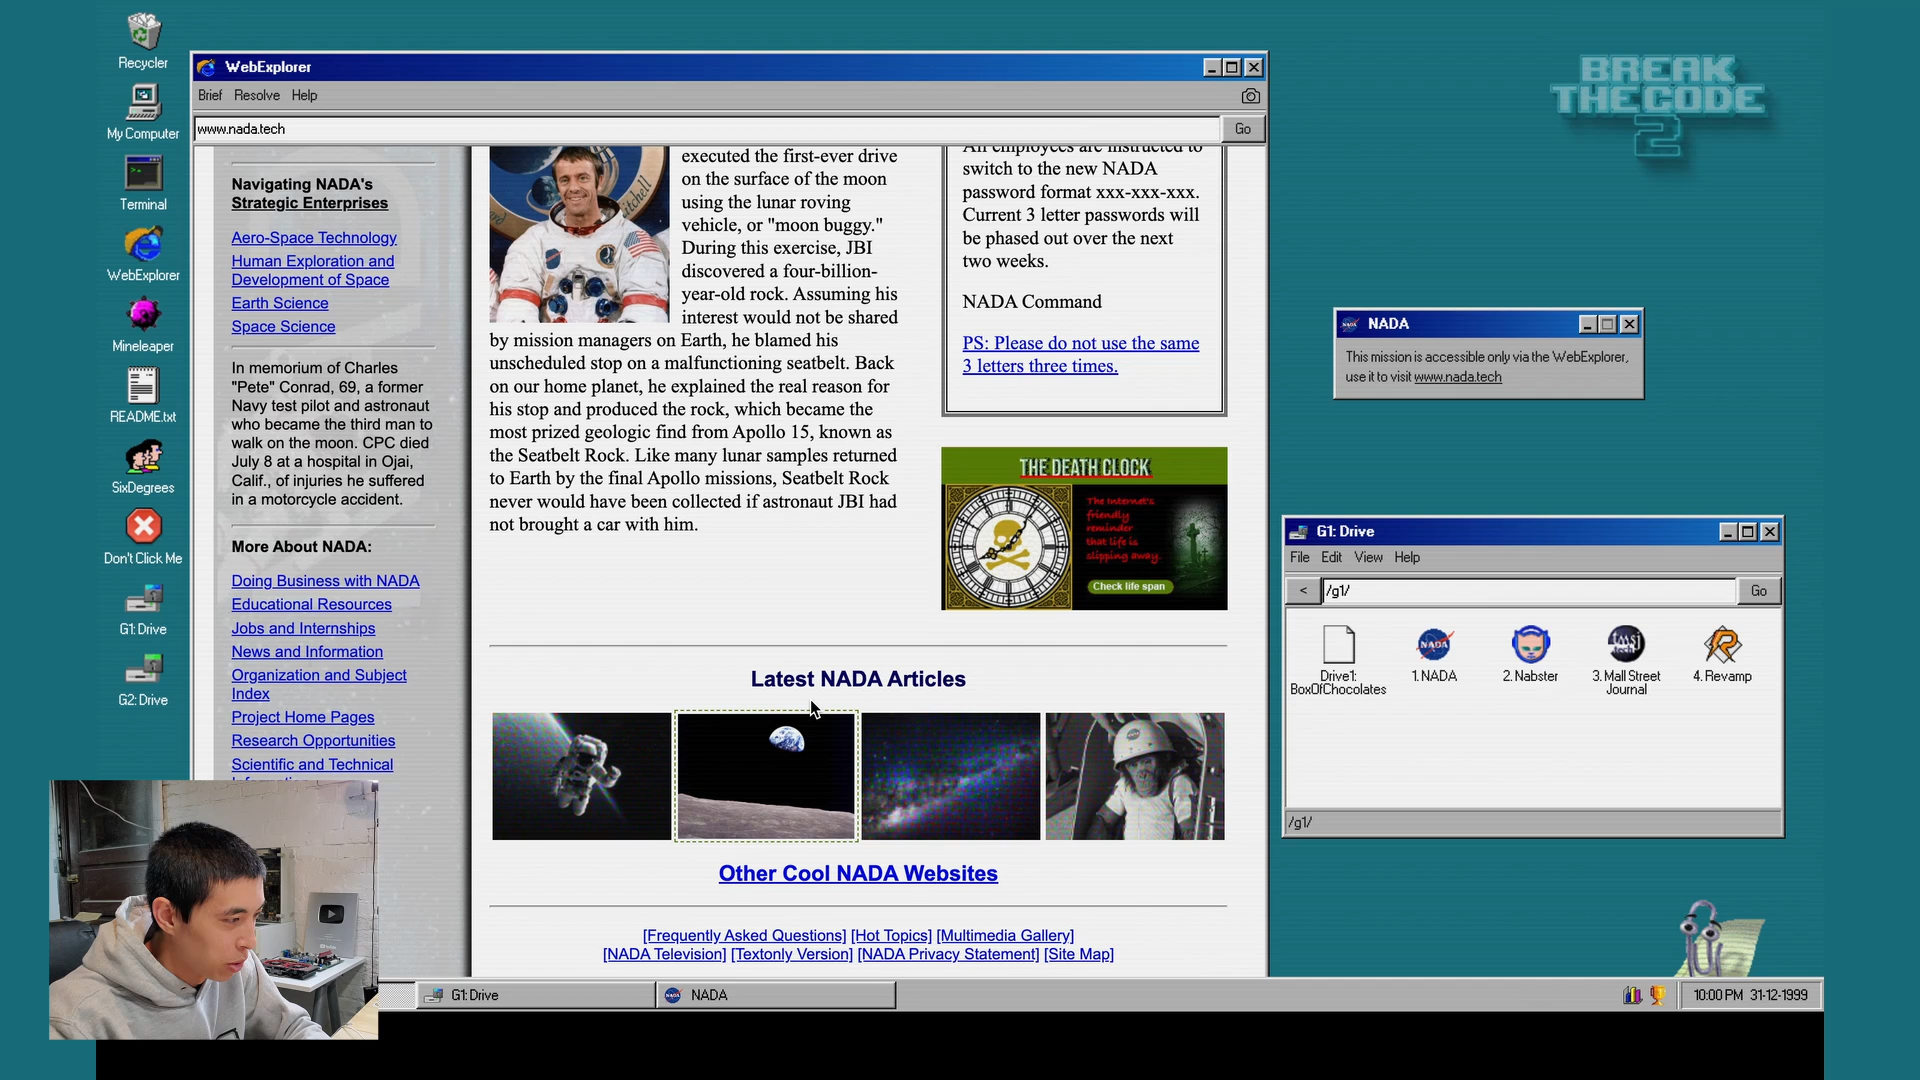 Recycler
My Computer
Terminal
WebExplorer
Mineleaper
README.txt
SixDegrees
Don't Click Me
G1: Drive
G2: Drive
WebExplorer
Brief Resolve Help
www.nada.tech
Go
Navigating NADA's
Strategic Enterprises
Aero-Space Technology
Human Exploration and
Development of Space
Earth Science
Space Science
In memorium of Charles
"Pete" Conrad, 69, a former
Navy test pilot and astronaut
who became the third man to
walk on the moon. CPC died
July 8 at a hospital in Ojai,
Calif., of injuries he suffered
in a motorcycle accident.
More About NADA:
Doing Business with NADA
Educational Resources
Jobs and Internships
News and Information
Organization and Subject
Index
Project Home Pages
Research Opportunities
Scientific and Technical
Mitchell
executed the first-ever drive
on the surface of the moon
using the lunar roving
vehicle, or "moon buggy."
During this exercise, JBI
discovered a four-billion-
year-old rock. Assuming his
interest would not be shared
by mission managers on Earth, he blamed his
unscheduled stop on a malfunctioning seatbelt. Back
on our home planet, he explained the real reason for
his stop and produced the rock, which became the
most prized geologic find from Apollo 15, known as
the Seatbelt Rock. Like many lunar samples returned
to Earth by the final Apollo missions, Seatbelt Rock
never would have been collected if astronaut JBI had
not brought a car with him.
All employees are instructed to
switch to the new NADA
password format xxx-xxx-xxx.
Current 3 letter passwords will
be phased out over the next
two weeks.
NADA Command
PS: Please do not use the same
3 letters three times.
THE DEATH CLOCK
The Internet's
friendly
reminder
that life is
slipping away.
Check life span
Latest NADA Articles
Other Cool NADA Websites
[Frequently Asked Questions] [Hot Topics] [Multimedia Gallery]
[NADA Television] [Textonly Version] [NADA Privacy Statement] [Site Map]
BREAK
THE CODE
2
NADA
This mission is accessible only via the WebExplorer,
use it to visit www.nada.tech
G1: Drive
File Edit View Help
< /g1/ Go
NADA
tmsj
Drive1:
BoxOfChocolates
1. NADA
2. Nabster
3. Mall Street
Journal
4. Revamp
/g1/
G1: Drive
NADA
10:00 PM 31-12-1999